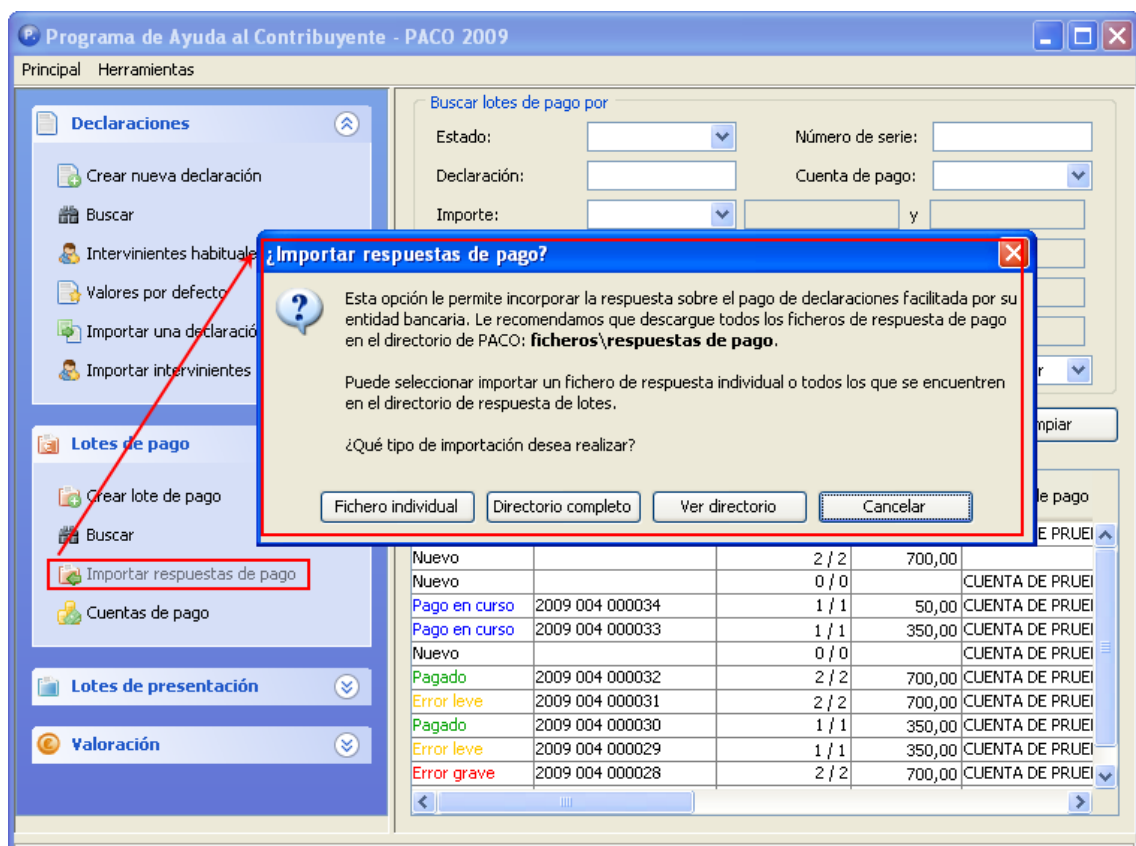 Programa de Ayuda al Contribuyente - PACO 2009
Principal Herramientas
Declaraciones
Crear nueva declaración
Buscar
Intervinientes habituale
Valores por defecto
Importar una declaració
Importar intervinientes
Lotes de pago
Crear lote de pago
Buscar
Importar respuestas de pago
Cuentas de pago
Lotes de presentación
Valoración
Buscar lotes de pago por
Estado: Número de serie:
Declaración: Cuenta de pago:
Importe: y
¿Importar respuestas de pago?
Esta opción le permite incorporar la respuesta sobre el pago de declaraciones facilitada por su
entidad bancaria. Le recomendamos que descargue todos los ficheros de respuesta de pago
en el directorio de PACO: ficheros\respuestas de pago.
Puede seleccionar importar un fichero de respuesta individual o todos los que se encuentren
en el directorio de respuesta de lotes.
¿Qué tipo de importación desea realizar?
Fichero individual Directorio completo Ver directorio Cancelar
r
mpiar
de pago
E PRUEI
Nuevo 2 / 2 700,00
Nuevo 0 / 0 CUENTA DE PRUEI
Pago en curso 2009 004 000034 1 / 1 50,00 CUENTA DE PRUEI
Pago en curso 2009 004 000033 1 / 1 350,00 CUENTA DE PRUEI
Nuevo 0 / 0 CUENTA DE PRUEI
Pagado 2009 004 000032 2 / 2 700,00 CUENTA DE PRUEI
Error leve 2009 004 000031 2 / 2 700,00 CUENTA DE PRUEI
Pagado 2009 004 000030 1 / 1 350,00 CUENTA DE PRUEI
Error leve 2009 004 000029 1 / 1 350,00 CUENTA DE PRUEI
Error grave 2009 004 000028 2 / 2 700,00 CUENTA DE PRUEI